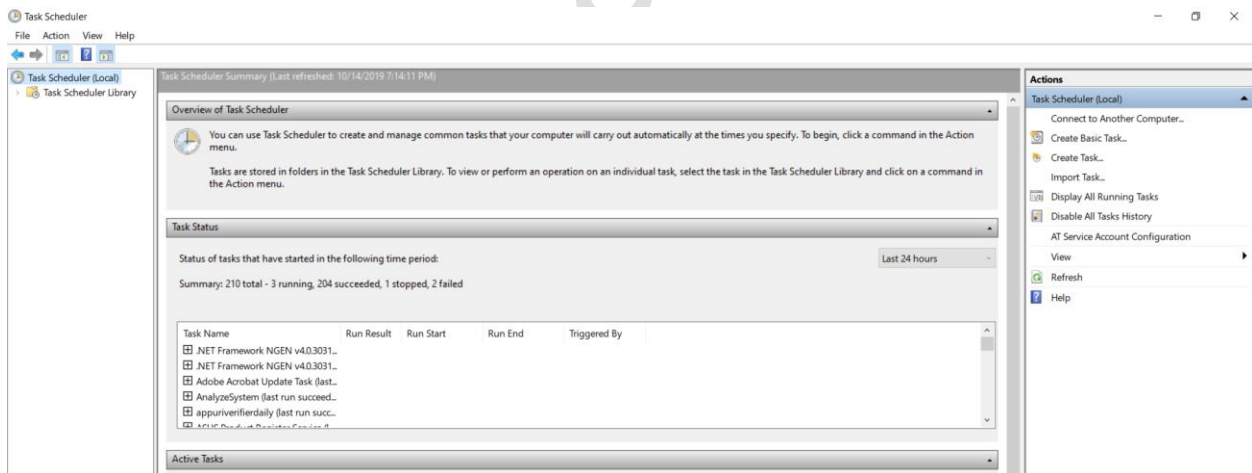 Task Scheduler
File Action View Help
Task Scheduler (Local)
Task Scheduler Library
Task Scheduler Summary (Last refreshed: 10/14/2019 7:14:11 PM)
Overview of Task Scheduler
You can use Task Scheduler to create and manage common tasks that your computer will carry out automatically at the times you specify. To begin, click a command in the Action
menu.
Tasks are stored in folders in the Task Scheduler Library. To view or perform an operation on an individual task, select the task in the Task Scheduler Library and click on a command in
the Action menu.
Task Status
Status of tasks that have started in the following time period:
Last 24 hours
Summary: 210 total - 3 running, 204 succeeded, 1 stopped, 2 failed
Task Name Run Result Run Start Run End Triggered By
.NET Framework NGEN v4.0.3031...
.NET Framework NGEN v4.0.3031...
Adobe Acrobat Update Task (last...
AnalyzeSystem (last run succeed...
appuriverifierdaily (last run succ...
ASUS Product Register Service (l...
Active Tasks
Actions
Task Scheduler (Local)
Connect to Another Computer...
Create Basic Task...
Create Task...
Import Task...
Display All Running Tasks
Disable All Tasks History
AT Service Account Configuration
View
Refresh
Help